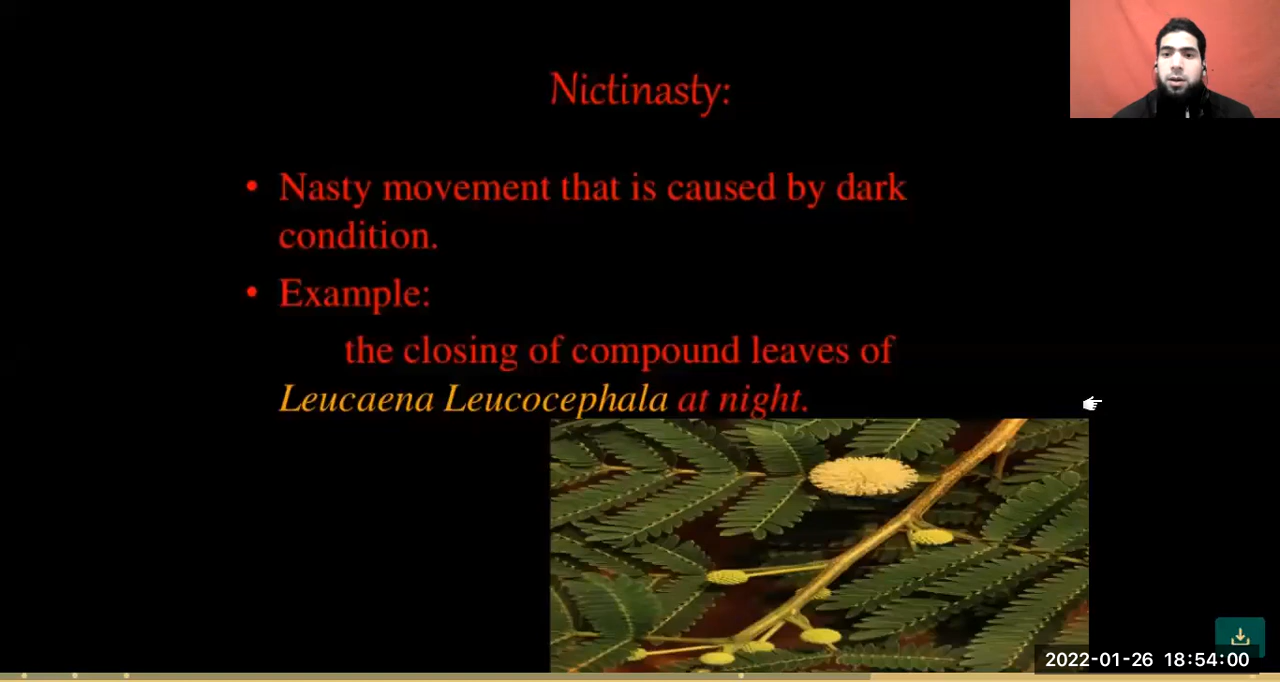 Nictinasty:
• Nasty movement that is caused by dark
condition.
• Example:
the closing of compound leaves of
Leucaena Leucocephala at night.
2022-01-26 18:54:00